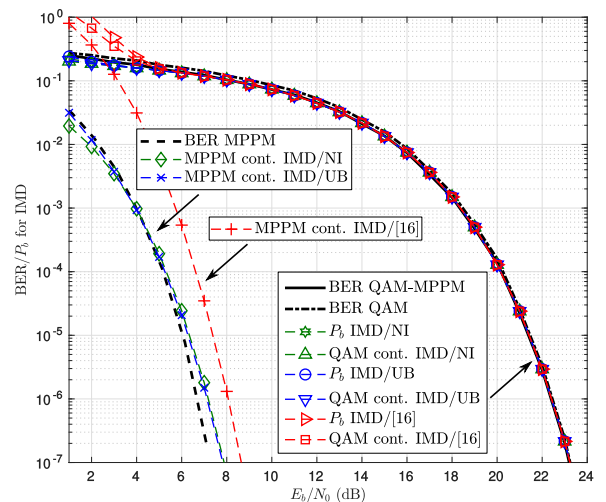 10^0
10^-1
10^-2
10^-3
10^-4
10^-5
10^-6
10^-7
BER/P_b for IMD
BER MPPM
MPPM cont. IMD/NI
MPPM cont. IMD/UB
MPPM cont. IMD/[16]
BER QAM-MPPM
BER QAM
P_b IMD/NI
QAM cont. IMD/NI
P_b IMD/UB
QAM cont. IMD/UB
P_b IMD/[16]
QAM cont. IMD/[16]
2 4 6 8 10 12 14 16 18 20 22 24
E_b/N_0 (dB)